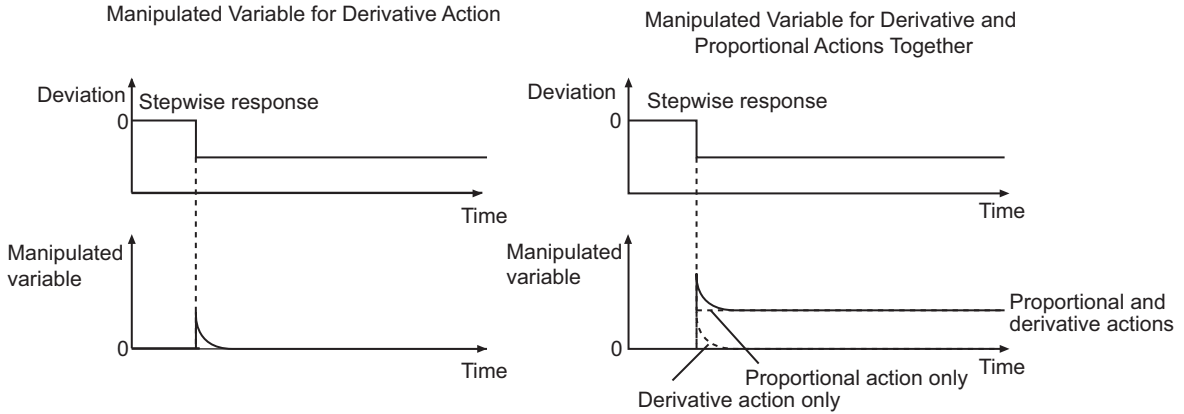 Manipulated Variable for Derivative Action
Deviation
Stepwise response
0
Time
Manipulated
variable
0
Time
Manipulated Variable for Derivative and
Proportional Actions Together
Deviation
Stepwise response
0
Time
Manipulated
variable
Proportional and
derivative actions
0
Time
Proportional action only
Derivative action only